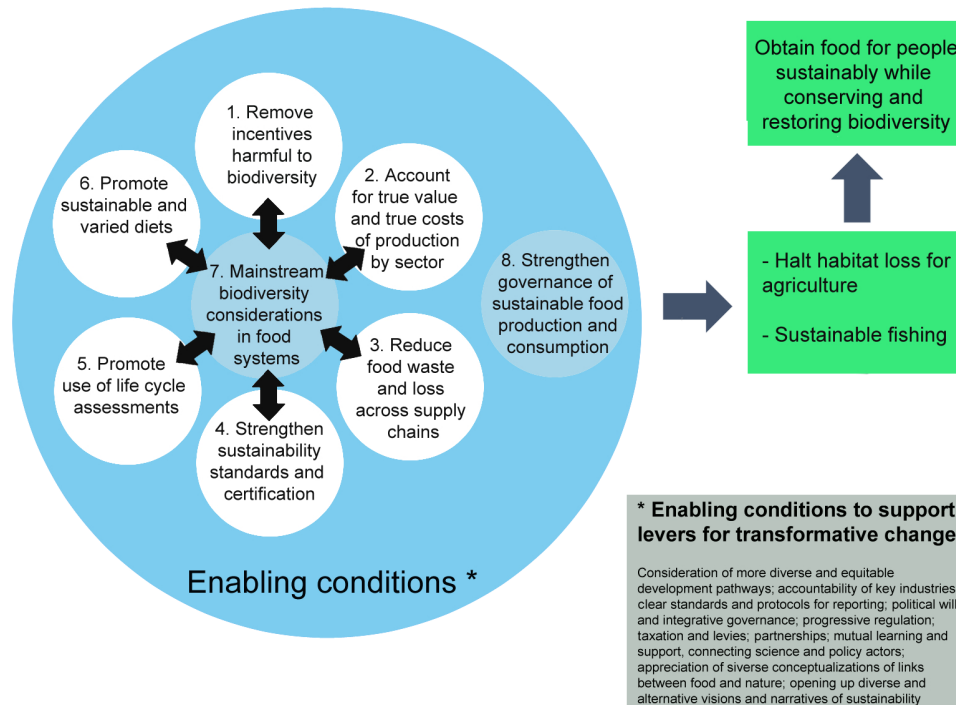 1. Remove
incentives
harmful to
biodiversity
2. Account
for true value
and true costs
of production
by sector
3. Reduce
food waste
and loss
across supply
chains
4. Strengthen
sustainability
standards and
certification
5. Promote
use of life cycle
assessments
6. Promote
sustainable and
varied diets
7. Mainstream
biodiversity
considerations
in food
systems
8. Strengthen
governance of
sustainable food
production and
consumption
Enabling conditions *
- Halt habitat loss for
agriculture
- Sustainable fishing
Obtain food for people
sustainably while
conserving and
restoring biodiversity
* Enabling conditions to support
levers for transformative change
Consideration of more diverse and equitable
development pathways; accountability of key industries
clear standards and protocols for reporting; political will
and integrative governance; progressive regulation;
taxation and levies; partnerships; mutual learning and
support, connecting science and policy actors;
appreciation of siverse conceptualizations of links
between food and nature; opening up diverse and
alternative visions and narratives of sustainability